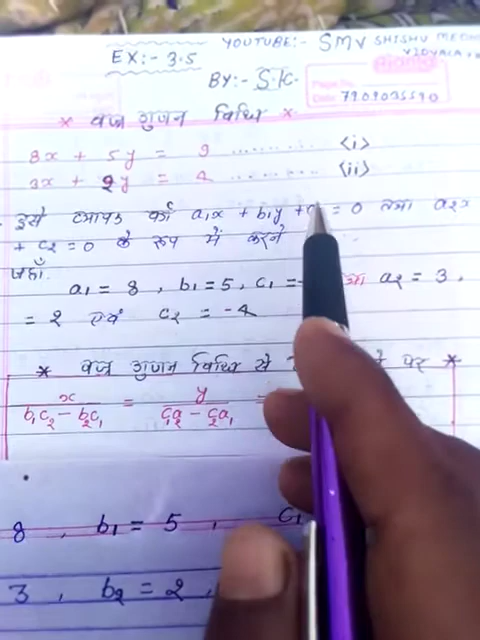 YOUTUBE:- SMV SHISHU
EX:- 3.5
BY:- S.K.
Date 7909035590
* वज्र गुणन विधि *
8x + 5y = 9 .......... <i>
3x + 2y = 4 .......... <ii>
इसे व्यापक रूप a₁x + b₁y + = 0 तथा a₂x
+ c₂ = 0 के रूप में करने
जहाँ
a₁ = 8 , b₁ = 5 , c₁ = a₂ = 3 ,
= 2 एवं c₂ = -4
* वज्र गुणन विधि से पर *
x/(b₁c₂ - b₂c₁) = y/(c₁a₂ - c₂a₁) =
8 , b₁ = 5 , c₁
3 , b₂ = 2 ,